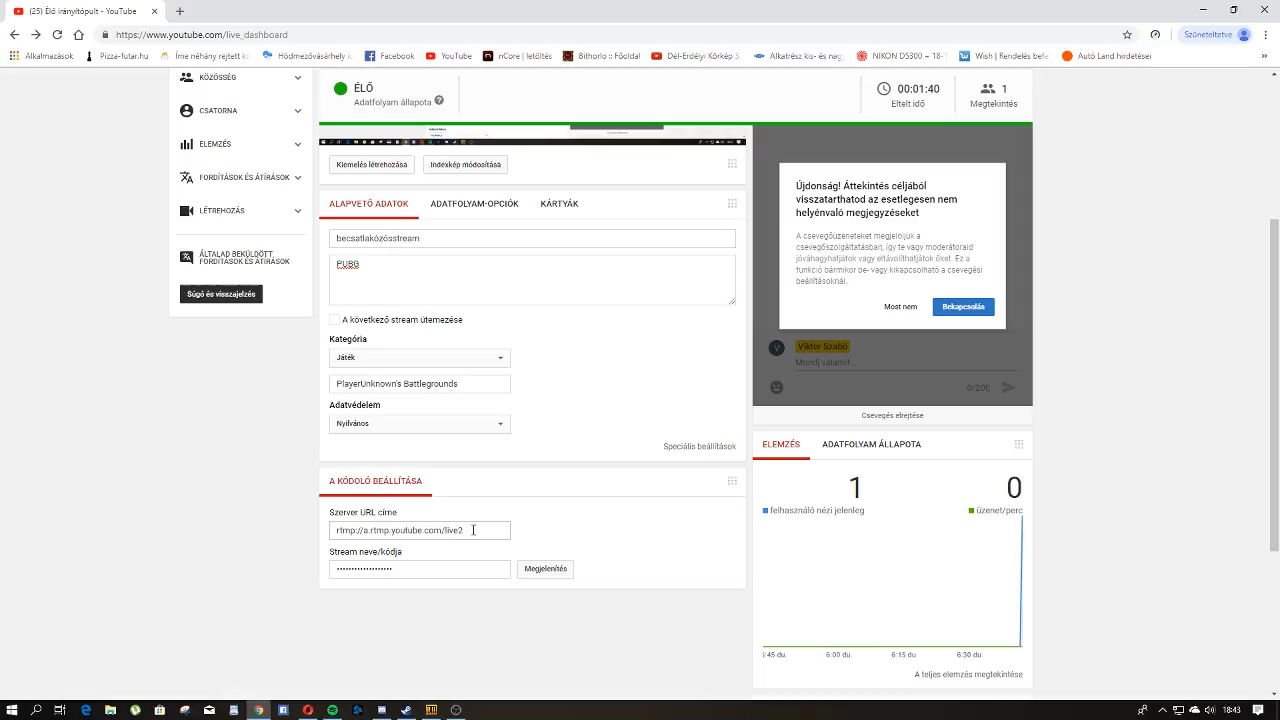 (25) Élő irányítópult - YouTube
https://www.youtube.com/live_dashboard
Szüneteltetve
Alkalmazások
Pizza-futar.hu
Íme néhány rejtett kó
Hódmezővásárhely ic
Facebook
YouTube
nCore | letöltés
Bithorlo :: Főoldal
Dél-Erdélyi Körkép S
Alkatrész kis- és nagy
NIKON D5300 + 18-1
Wish | Rendelés befe
Autó Land hirdetései
»
KÖZÖSSÉG
CSATORNA
ELEMZÉS
FORDÍTÁSOK ÉS ÁTÍRÁSOK
LÉTREHOZÁS
ÁLTALAD BEKÜLDÖTT
FORDÍTÁSOK ÉS ÁTÍRÁSOK
Súgó és visszajelzés
ÉLŐ
Adatfolyam állapota
00:01:40
Eltelt idő
1
Megtekintés
Kiemelés létrehozása
Indexkép módosítása
ALAPVETŐ ADATOK
ADATFOLYAM-OPCIÓK
KÁRTYÁK
becsatlakózósstream
PUBG
A következő stream ütemezése
Kategória
Játék
PlayerUnknown's Battlegrounds
Adatvédelem
Nyilvános
Speciális beállítások
A KÓDOLÓ BEÁLLÍTÁSA
Szerver URL címe
rtmp://a.rtmp.youtube.com/live2
Stream neve/kódja
••••••••••••••••••
Megjelenítés
Újdonság! Áttekintés céljából
visszatarthatod az esetlegesen nem
helyénvaló megjegyzéseket
A csevegőüzeneteket megjelöljük a
csevegőszolgáltatásban, így te vagy moderátoraid
jóváhagyhatjátok vagy eltávolíthatjátok őket. Ez a
funkció bármikor be- vagy kikapcsolható a csevegési
beállításoknál.
Most nem
Bekapcsolás
V
Viktor Szabó
Mondj valamit...
0/200
Csevegés elrejtése
ELEMZÉS
ADATFOLYAM ÁLLAPOTA
1
0
felhasználó nézi jelenleg
üzenet/perc
5:45 du.
6:00 du.
6:15 du.
6:30 du.
A teljes elemzés megtekintése
18:43